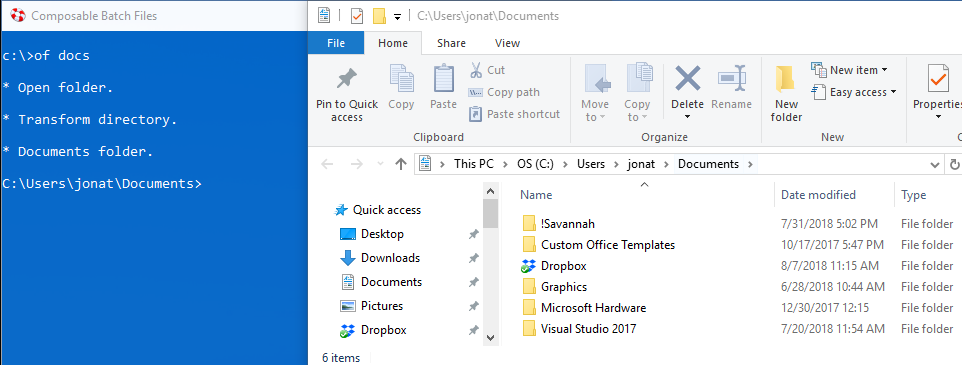 Composable Batch Files
c:\>of docs
* Open folder.
* Transform directory.
* Documents folder.
C:\Users\jonat\Documents>
C:\Users\jonat\Documents
File Home Share View
Pin to Quick access
Copy
Paste
Cut
Copy path
Paste shortcut
Clipboard
Move to
Copy to
Delete
Rename
Organize
New folder
New item
Easy access
New
Properties
This PC > OS (C:) > Users > jonat > Documents >
Quick access
Desktop
Downloads
Documents
Pictures
Dropbox
Name Date modified Type
!Savannah 7/31/2018 5:02 PM File folder
Custom Office Templates 10/17/2017 5:47 PM File folder
Dropbox 8/7/2018 11:15 AM File folder
Graphics 6/28/2018 10:44 AM File folder
Microsoft Hardware 12/30/2017 12:15 File folder
Visual Studio 2017 7/20/2018 11:54 AM File folder
6 items